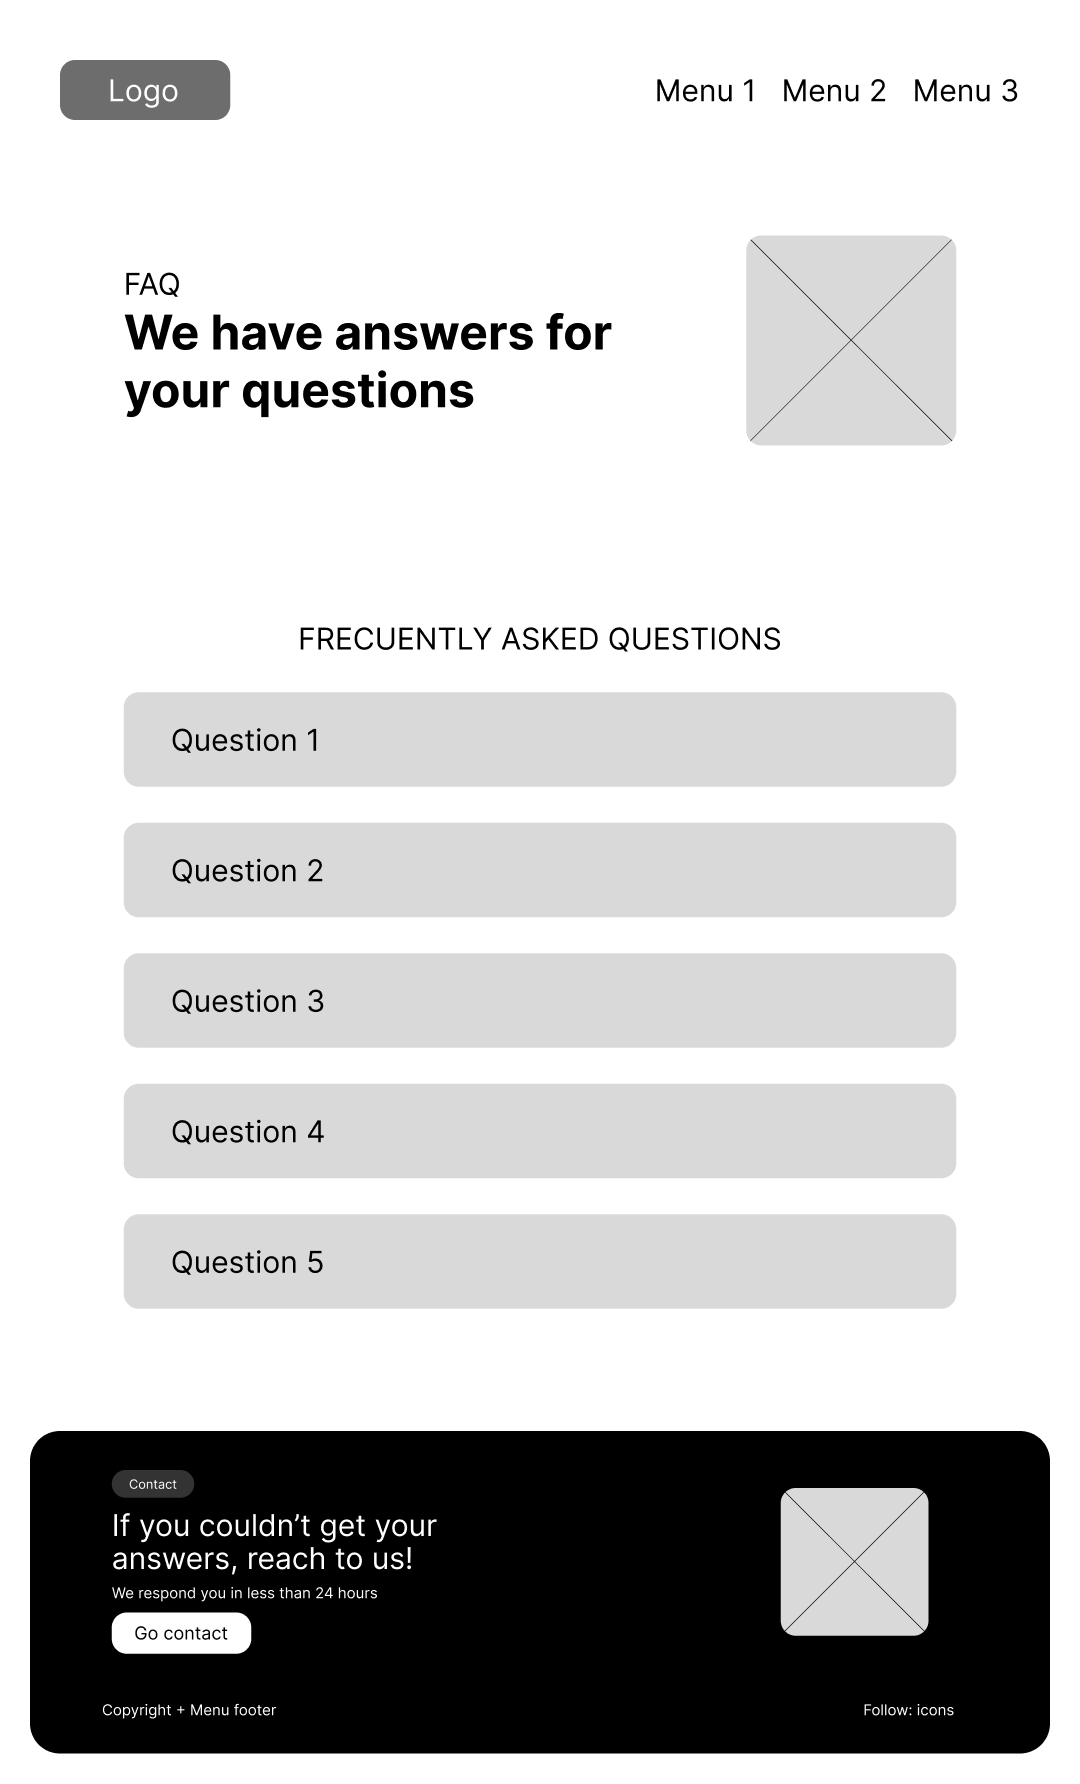 Logo
Menu 1 Menu 2 Menu 3
FAQ
We have answers for
your questions
FRECUENTLY ASKED QUESTIONS
Question 1
Question 2
Question 3
Question 4
Question 5
Contact
If you couldn’t get your
answers, reach to us!
We respond you in less than 24 hours
Go contact
Copyright + Menu footer
Follow: icons